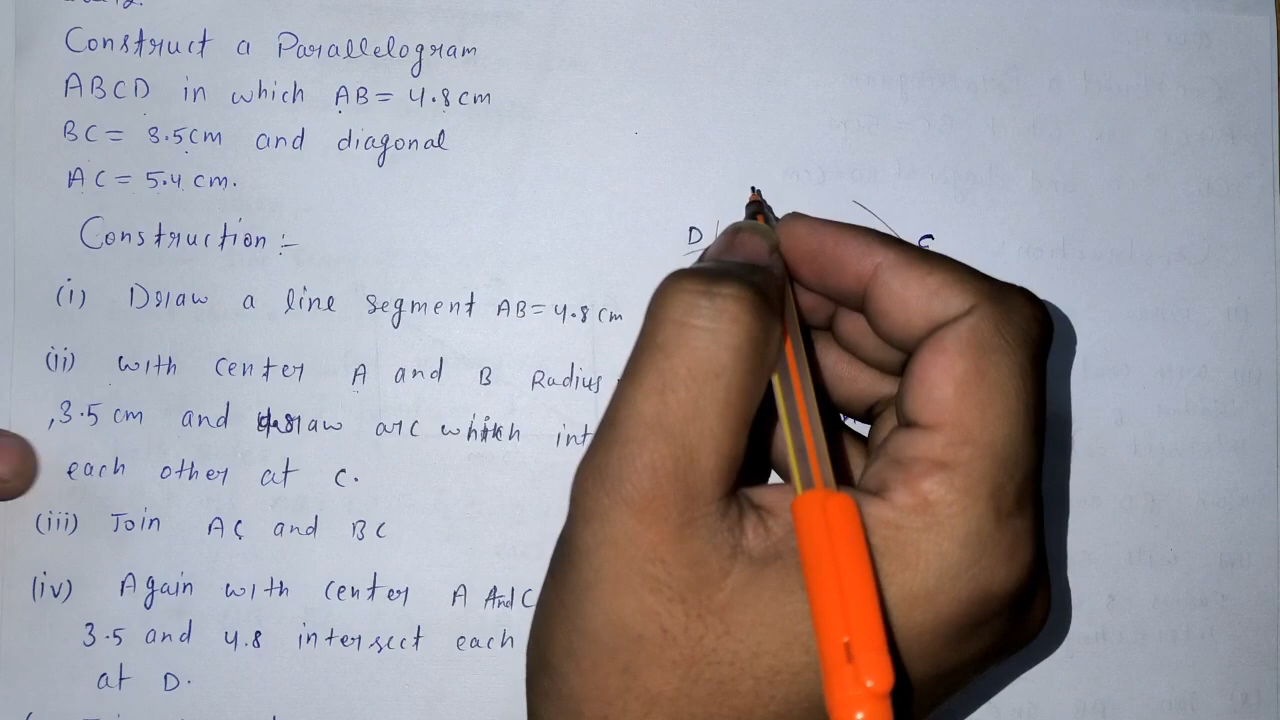 Construct a Parallelogram
ABCD in which AB = 4.8 cm
BC = 3.5cm and diagonal
AC = 5.4 cm.
Construction :-
(i) Draw a line segment AB = 4.8 cm
(ii) with center A and B Radius
,3.5 cm and draw arc which int
each other at C.
(iii) Join AC and BC
(iv) Again with center A And C
3.5 and 4.8 intersect each
at D.
D
C